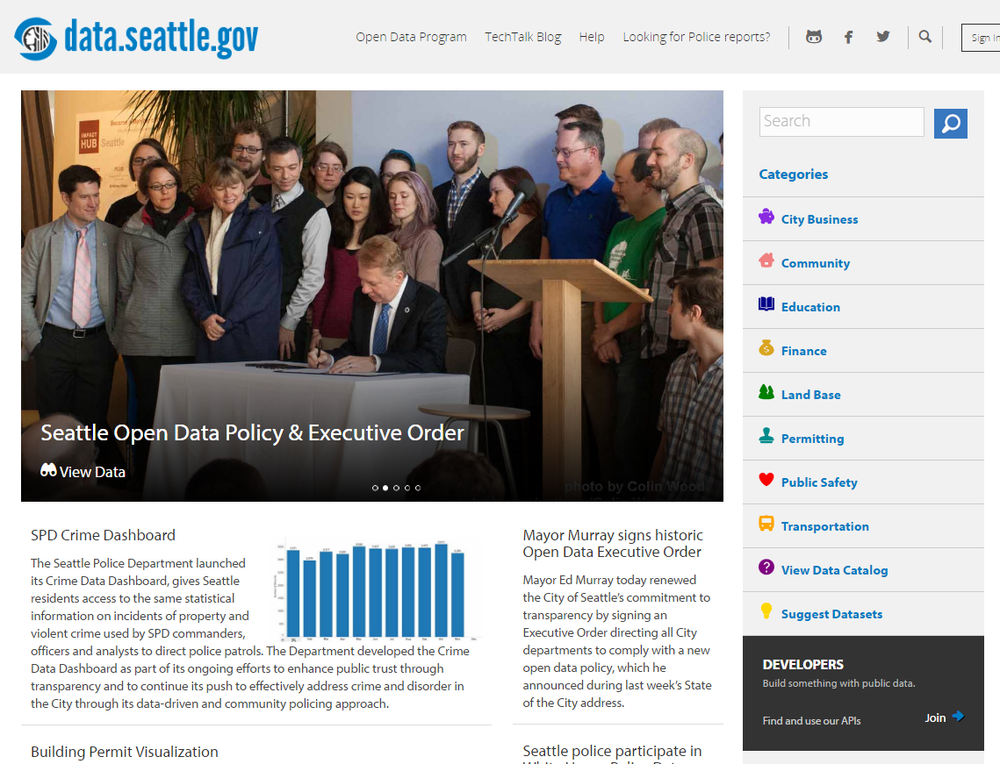 data.seattle.gov
Open Data Program
TechTalk Blog
Help
Looking for Police reports?
Sign In
Become
IMPACT
HUB
Seattle
Seattle Open Data Policy & Executive Order
View Data
photo by Colin Wood
SPD Crime Dashboard
The Seattle Police Department launched
its Crime Data Dashboard, gives Seattle
residents access to the same statistical
information on incidents of property and
violent crime used by SPD commanders,
officers and analysts to direct police patrols. The Department developed the Crime
Data Dashboard as part of its ongoing efforts to enhance public trust through
transparency and to continue its push to effectively address crime and disorder in
the City through its data-driven and community policing approach.
Building Permit Visualization
Mayor Murray signs historic
Open Data Executive Order
Mayor Ed Murray today renewed
the City of Seattle's commitment to
transparency by signing an
Executive Order directing all City
departments to comply with a new
open data policy, which he
announced during last week's State
of the City address.
Seattle police participate in
Search
Categories
City Business
Community
Education
Finance
Land Base
Permitting
Public Safety
Transportation
View Data Catalog
Suggest Datasets
DEVELOPERS
Build something with public data.
Find and use our APIs
Join